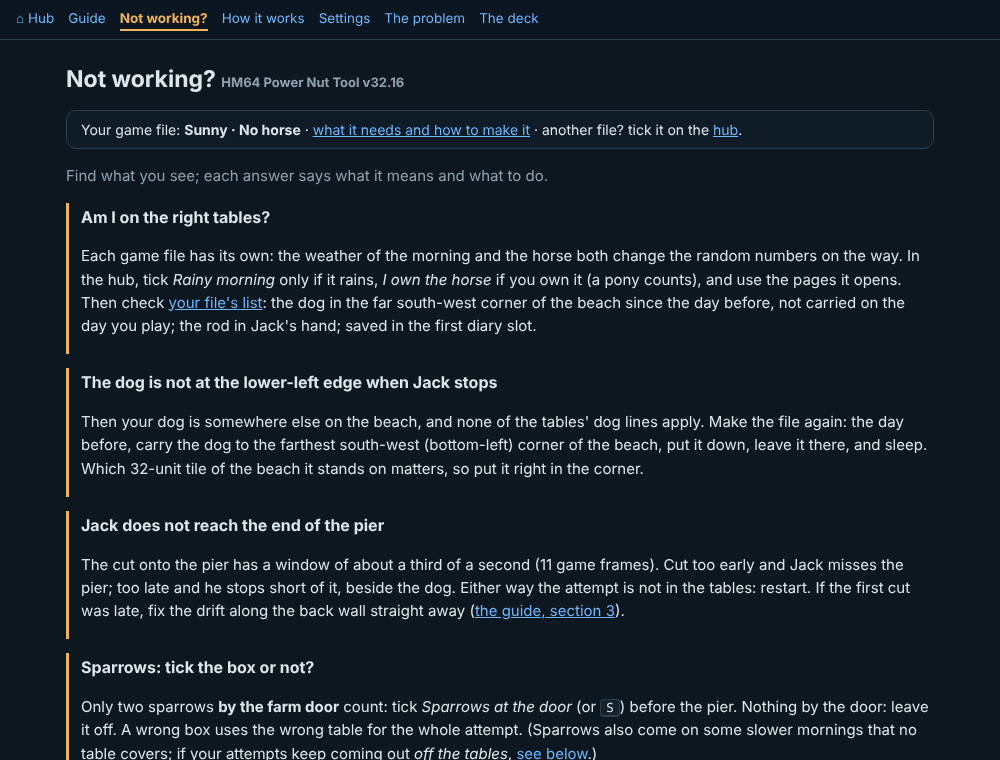 ⌂ Hub Guide Not working? How it works Settings The problem The deck
Not working? HM64 Power Nut Tool v32.16
Your game file: Sunny · No horse · what it needs and how to make it · another file? tick it on the hub.
Find what you see; each answer says what it means and what to do.
Am I on the right tables?
Each game file has its own: the weather of the morning and the horse both change the random numbers on the way. In
the hub, tick Rainy morning only if it rains, I own the horse if you own it (a pony counts), and use the pages it opens.
Then check your file's list: the dog in the far south-west corner of the beach since the day before, not carried on the
day you play; the rod in Jack's hand; saved in the first diary slot.
The dog is not at the lower-left edge when Jack stops
Then your dog is somewhere else on the beach, and none of the tables' dog lines apply. Make the file again: the day
before, carry the dog to the farthest south-west (bottom-left) corner of the beach, put it down, leave it there, and sleep.
Which 32-unit tile of the beach it stands on matters, so put it right in the corner.
Jack does not reach the end of the pier
The cut onto the pier has a window of about a third of a second (11 game frames). Cut too early and Jack misses the
pier; too late and he stops short of it, beside the dog. Either way the attempt is not in the tables: restart. If the first cut
was late, fix the drift along the back wall straight away (the guide, section 3).
Sparrows: tick the box or not?
Only two sparrows by the farm door count: tick Sparrows at the door (or S) before the pier. Nothing by the door: leave
it off. A wrong box uses the wrong table for the whole attempt. (Sparrows also come on some slower mornings that no
table covers; if your attempts keep coming out off the tables, see below.)